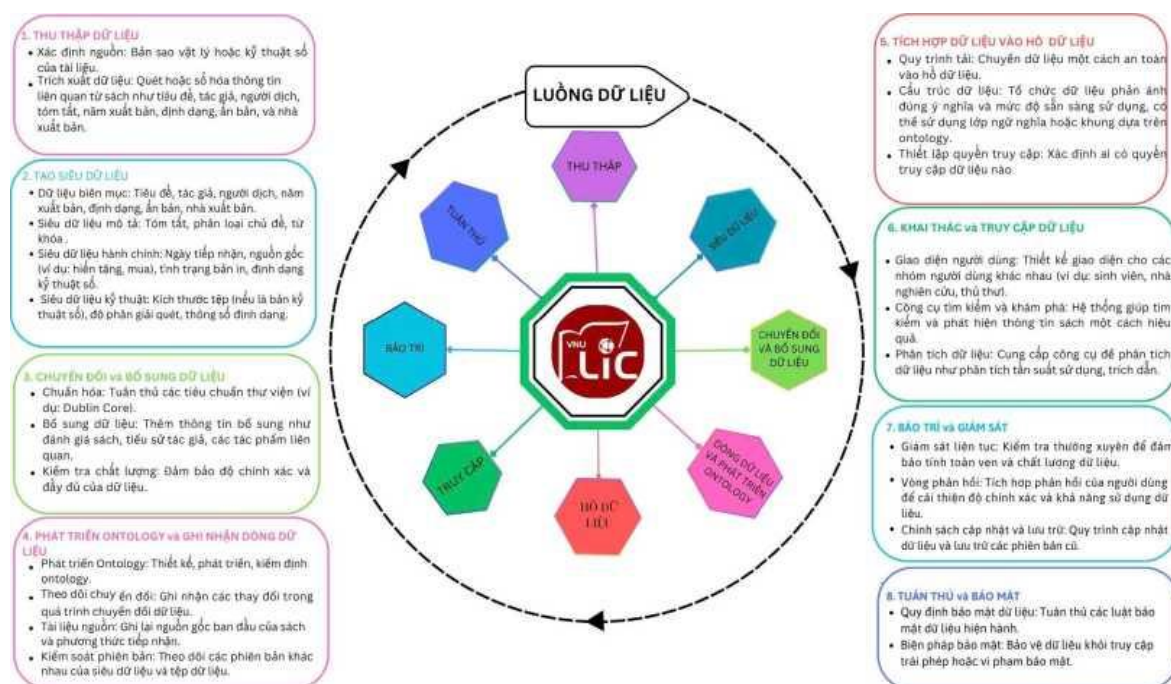 1. THU THẬP DỮ LIỆU
• Xác định nguồn: Bản sao vật lý hoặc kỹ thuật số
của tài liệu.
• Trích xuất dữ liệu: Quét hoặc số hóa thông tin
liên quan từ sách như tiêu đề, tác giả, người dịch,
tóm tắt, năm xuất bản, định dạng, ấn bản, và nhà
xuất bản.
2. TẠO SIÊU DỮ LIỆU
• Dữ liệu biên mục: Tiêu đề, tác giả, người dịch, năm
xuất bản, định dạng, ấn bản, nhà xuất bản.
• Siêu dữ liệu mô tả: Tóm tắt, phân loại chủ đề, từ
khóa .
• Siêu dữ liệu hành chính: Ngày tiếp nhận, nguồn gốc
(ví dụ: hiến tặng, mua), tình trạng bản in, định dạng
kỹ thuật số.
• Siêu dữ liệu kỹ thuật: Kích thước tệp (nếu là bản kỹ
thuật số), độ phân giải quét, thông số định dạng.
3. CHUYỂN ĐỔI và BỔ SUNG DỮ LIỆU
• Chuẩn hóa: Tuân thủ các tiêu chuẩn thư viện (ví
dụ: Dublin Core).
• Bổ sung dữ liệu: Thêm thông tin bổ sung như
đánh giá sách, tiểu sử tác giả, các tác phẩm liên
quan.
• Kiểm tra chất lượng: Đảm bảo độ chính xác và
đầy đủ của dữ liệu.
4. PHÁT TRIỂN ONTOLOGY và GHI NHẬN DÒNG DỮ
LIỆU
• Phát triển Ontology: Thiết kế, phát triển, kiểm định
ontology.
• Theo dõi chuy ển đổi: Ghi nhận các thay đổi trong
quá trình chuyển đổi dữ liệu.
• Tài liệu nguồn: Ghi lại nguồn gốc ban đầu của sách
và phương thức tiếp nhận.
• Kiểm soát phiên bản: Theo dõi các phiên bản khác
nhau của siêu dữ liệu và tệp dữ liệu.
LUỒNG DỮ LIỆU
THU THẬP
SIÊU DỮ LIỆU
CHUYỂN ĐỔI
VÀ BỔ SUNG
DỮ LIỆU
DÒNG DỮ LIỆU
VÀ PHÁT TRIỂN
ONTOLOGY
HỒ DỮ
LIỆU
TRUY CẬP
BẢO TRÌ
TUÂN THỦ
VNU
LIC
5. TÍCH HỢP DỮ LIỆU VÀO HỒ DỮ LIỆU
• Quy trình tải: Chuyển dữ liệu một cách an toàn
vào hồ dữ liệu.
• Cấu trúc dữ liệu: Tổ chức dữ liệu phản ánh
đúng ý nghĩa và mức độ sẵn sàng sử dụng, có
thể sử dụng lớp ngữ nghĩa hoặc khung dựa trên
ontology.
• Thiết lập quyền truy cập: Xác định ai có quyền
truy cập dữ liệu nào
6. KHAI THÁC và TRUY CẬP DỮ LIỆU
• Giao diện người dùng: Thiết kế giao diện cho các
nhóm người dùng khác nhau (ví dụ: sinh viên, nhà
nghiên cứu, thủ thư).
• Công cụ tìm kiếm và khám phá: Hệ thống giúp tìm
kiếm và phát hiện thông tin sách một cách hiệu
quả.
• Phân tích dữ liệu: Cung cấp công cụ để phân tích
dữ liệu như phân tích tần suất sử dụng, trích dẫn.
7. BẢO TRÌ và GIÁM SÁT
• Giám sát liên tục: Kiểm tra thường xuyên để đảm
bảo tính toàn vẹn và chất lượng dữ liệu.
• Vòng phản hồi: Tích hợp phản hồi của người dùng
để cải thiện độ chính xác và khả năng sử dụng dữ
liệu.
• Chính sách cập nhật và lưu trữ: Quy trình cập nhật
dữ liệu và lưu trữ các phiên bản cũ.
8. TUÂN THỦ và BẢO MẬT
• Quy định bảo mật dữ liệu: Tuân thủ các luật bảo
mật dữ liệu hiện hành.
• Biện pháp bảo mật: Bảo vệ dữ liệu khỏi truy cập
trái phép hoặc vi phạm bảo mật.